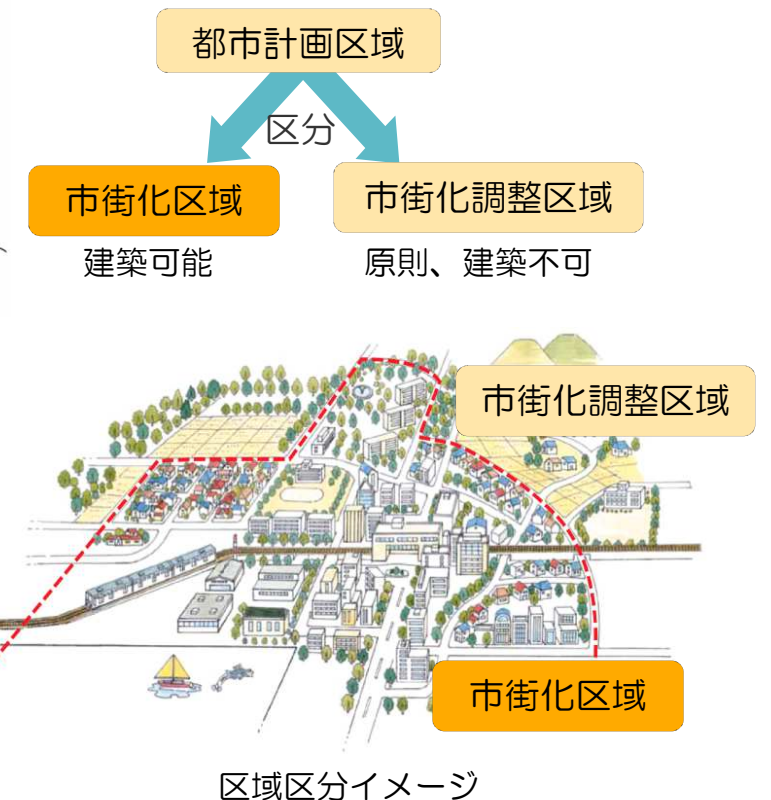 都市計画区域
区分
市街化区域
市街化調整区域
建築可能
原則、建築不可
市街化調整区域
市街化区域
区域区分イメージ